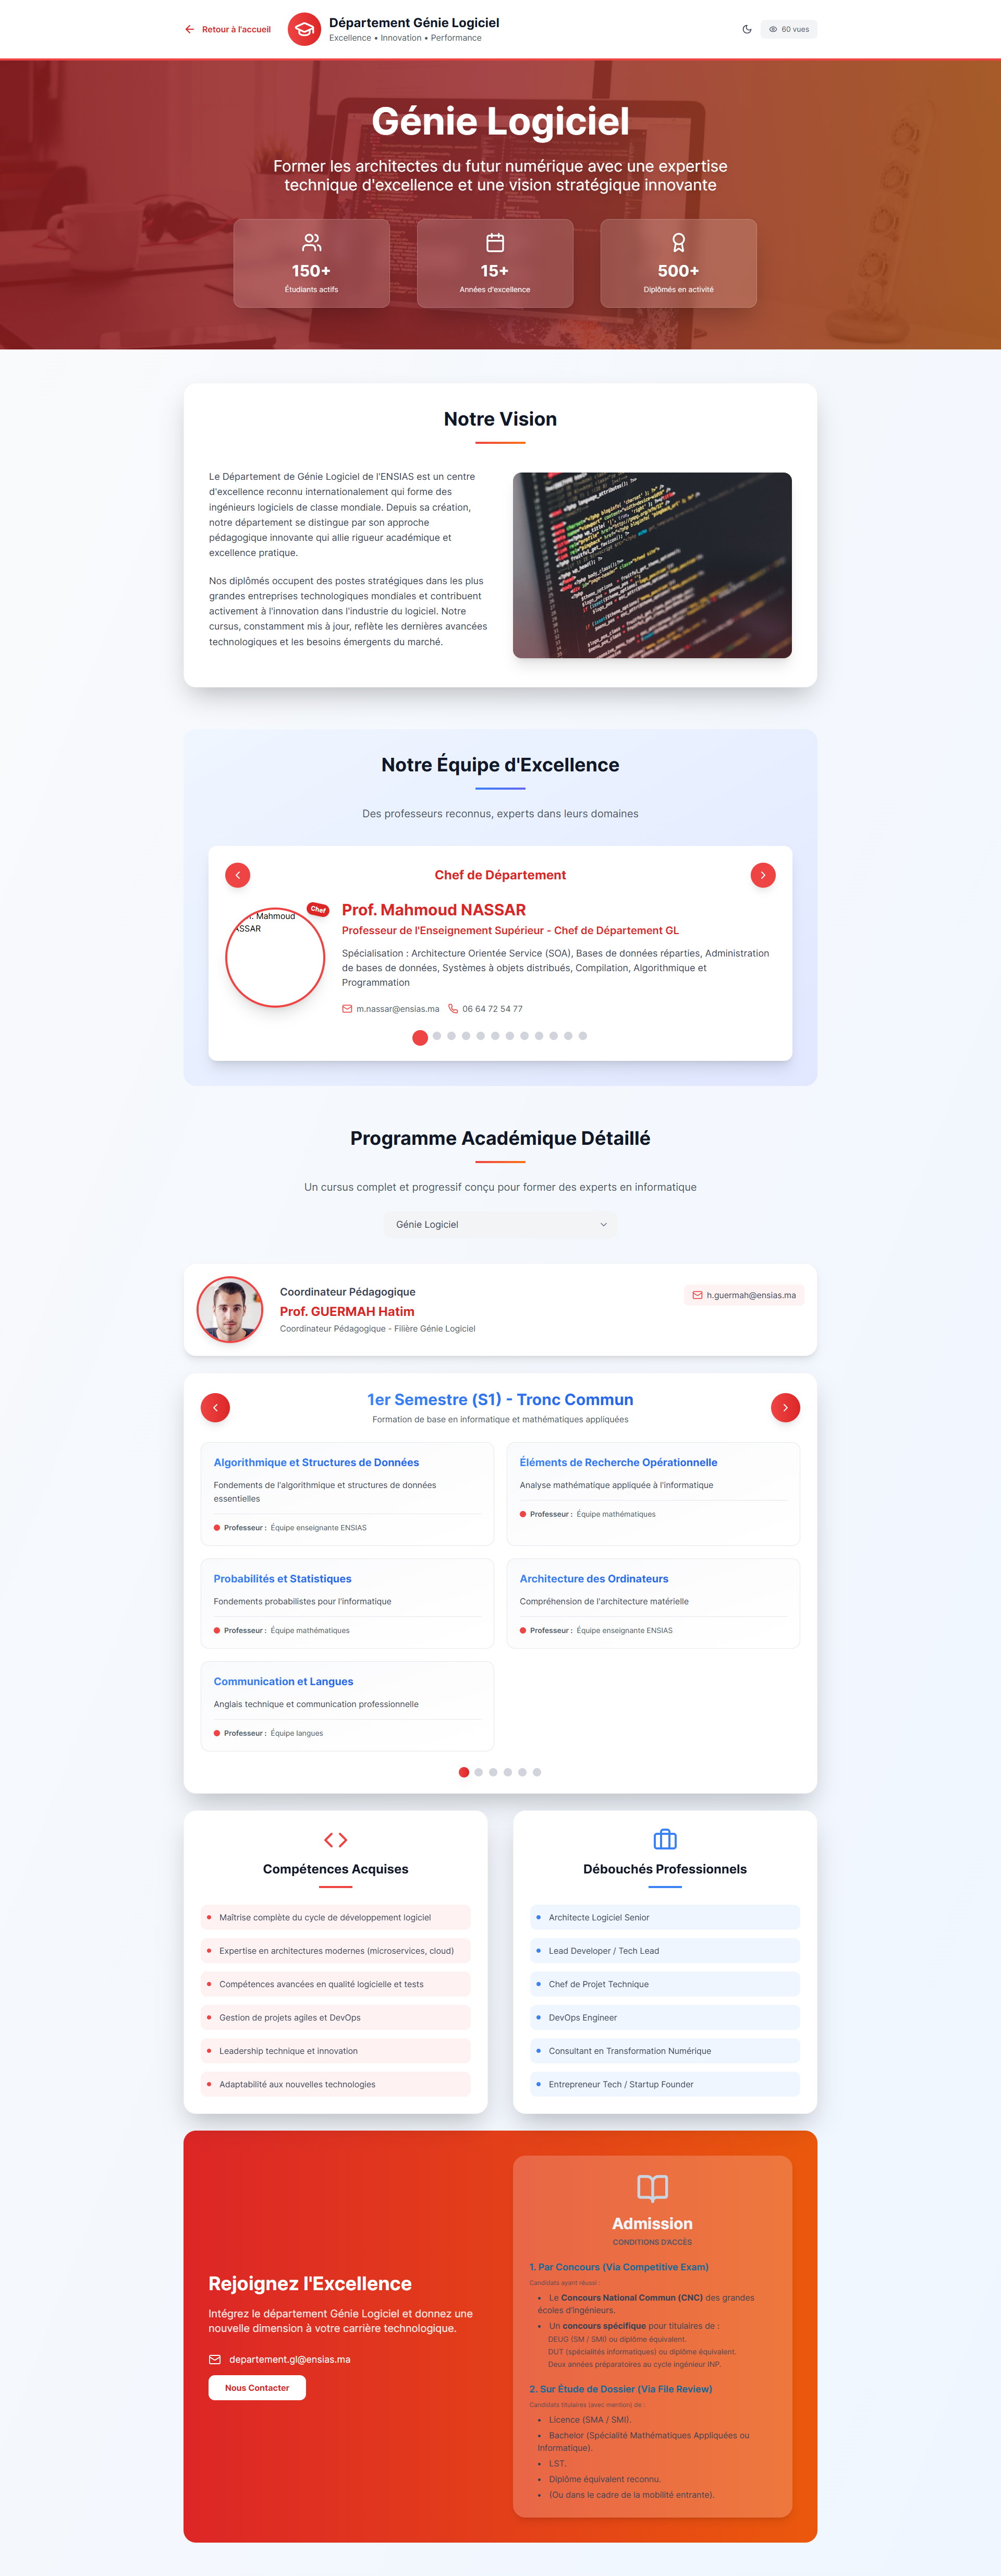 Retour à l'accueil
Département Génie Logiciel
Excellence • Innovation • Performance
60 vues
Génie Logiciel
Former les architectes du futur numérique avec une expertise
technique d'excellence et une vision stratégique innovante
150+
Étudiants actifs
15+
Années d'excellence
500+
Diplômés en activité
Notre Vision
Le Département de Génie Logiciel de l'ENSIAS est un centre
d'excellence reconnu internationalement qui forme des
ingénieurs logiciels de classe mondiale. Depuis sa création,
notre département se distingue par son approche
pédagogique innovante qui allie rigueur académique et
excellence pratique.
Nos diplômés occupent des postes stratégiques dans les plus
grandes entreprises technologiques mondiales et contribuent
activement à l'innovation dans l'industrie du logiciel. Notre
cursus, constamment mis à jour, reflète les dernières avancées
technologiques et les besoins émergents du marché.
Notre Équipe d'Excellence
Des professeurs reconnus, experts dans leurs domaines
Chef de Département
Mahmoud
Chef
Prof. Mahmoud NASSAR
Professeur de l'Enseignement Supérieur - Chef de Département GL
Spécialisation : Architecture Orientée Service (SOA), Bases de données réparties, Administration
de bases de données, Systèmes à objets distribués, Compilation, Algorithmique et
Programmation
m.nassar@ensias.ma
06 64 72 54 77
Programme Académique Détaillé
Un cursus complet et progressif conçu pour former des experts en informatique
Génie Logiciel
Coordinateur Pédagogique
Prof. GUERMAH Hatim
Coordinateur Pédagogique - Filière Génie Logiciel
h.guermah@ensias.ma
1er Semestre (S1) - Tronc Commun
Formation de base en informatique et mathématiques appliquées
Algorithmique et Structures de Données
Fondements de l'algorithmique et structures de données
essentielles
Professeur : Équipe enseignante ENSIAS
Éléments de Recherche Opérationnelle
Analyse mathématique appliquée à l'informatique
Professeur : Équipe mathématiques
Probabilités et Statistiques
Fondements probabilistes pour l'informatique
Professeur : Équipe mathématiques
Architecture des Ordinateurs
Compréhension de l'architecture matérielle
Professeur : Équipe enseignante ENSIAS
Communication et Langues
Anglais technique et communication professionnelle
Professeur : Équipe langues
Compétences Acquises
Maîtrise complète du cycle de développement logiciel
Expertise en architectures modernes (microservices, cloud)
Compétences avancées en qualité logicielle et tests
Gestion de projets agiles et DevOps
Leadership technique et innovation
Adaptabilité aux nouvelles technologies
Débouchés Professionnels
Architecte Logiciel Senior
Lead Developer / Tech Lead
Chef de Projet Technique
DevOps Engineer
Consultant en Transformation Numérique
Entrepreneur Tech / Startup Founder
Rejoignez l'Excellence
Intégrez le département Génie Logiciel et donnez une
nouvelle dimension à votre carrière technologique.
departement.gl@ensias.ma
Nous Contacter
Admission
CONDITIONS D'ACCÈS
1. Par Concours (Via Competitive Exam)
Candidats ayant réussi :
• Le Concours National Commun (CNC) des grandes
écoles d'ingénieurs.
• Un concours spécifique pour titulaires de :
DEUG (SM / SMI) ou diplôme équivalent.
DUT (spécialités informatiques) ou diplôme équivalent.
Deux années préparatoires au cycle ingénieur INP.
2. Sur Étude de Dossier (Via File Review)
Candidats titulaires (avec mention) de :
• Licence (SMA / SMI).
• Bachelor (Spécialité Mathématiques Appliquées ou
Informatique).
• LST.
• Diplôme équivalent reconnu.
• (Ou dans le cadre de la mobilité entrante).